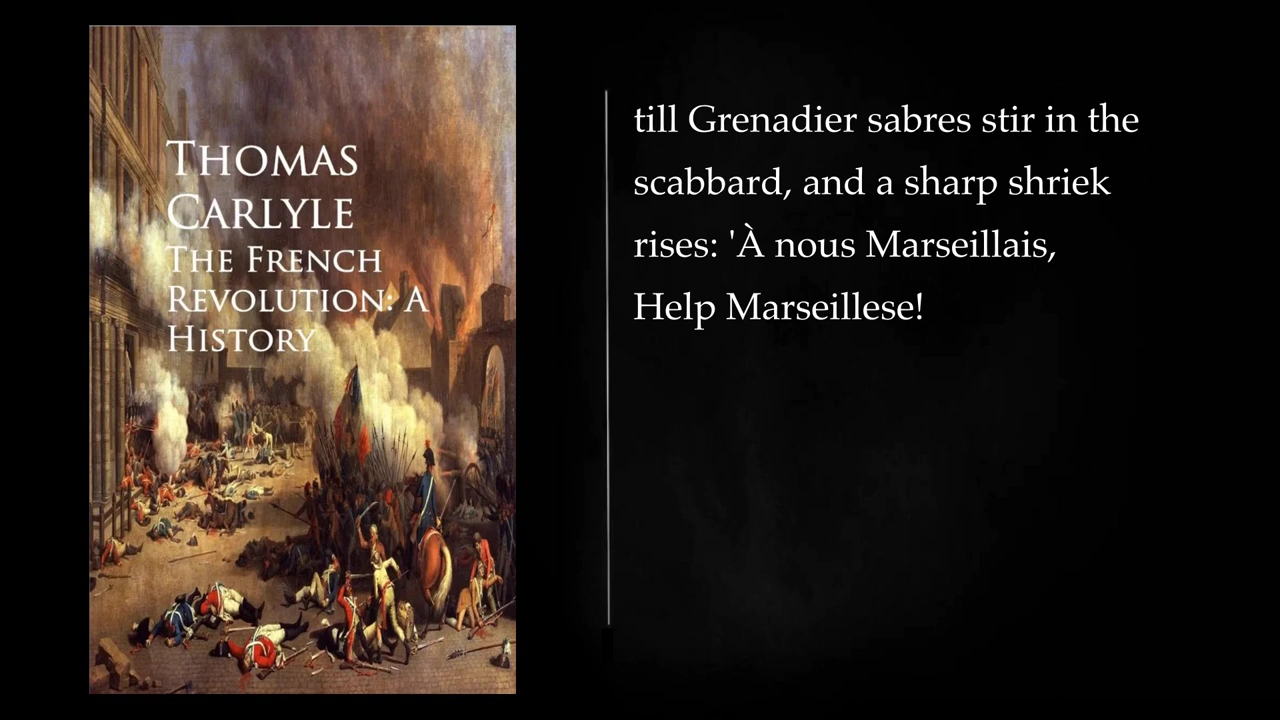 THOMAS
CARLYLE
THE FRENCH
REVOLUTION: A
HISTORY
till Grenadier sabres stir in the
scabbard, and a sharp shriek
rises: 'À nous Marseillais,
Help Marseillese!